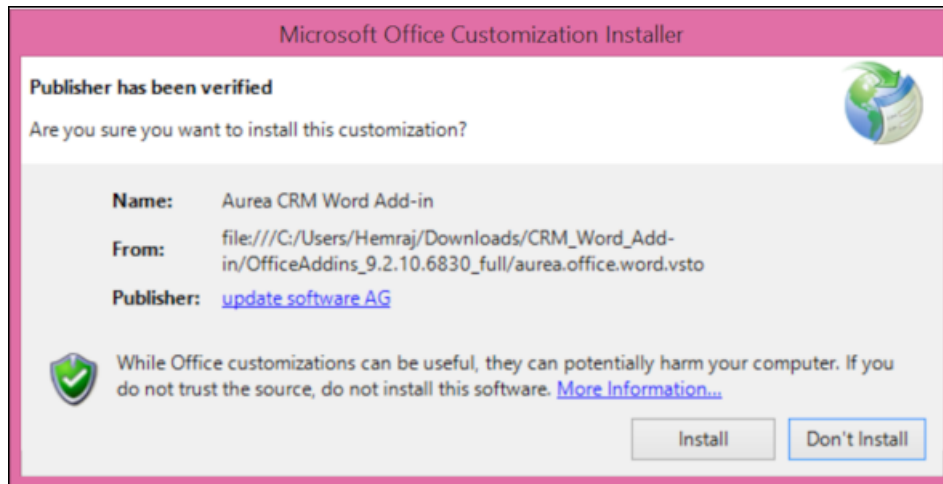 Microsoft Office Customization Installer
Publisher has been verified
Are you sure you want to install this customization?
Name: Aurea CRM Word Add-in
From: file:///C:/Users/Hemraj/Downloads/CRM_Word_Add-
in/OfficeAddins_9.2.10.6830_full/aurea.office.word.vsto
Publisher: update software AG
While Office customizations can be useful, they can potentially harm your computer. If you
do not trust the source, do not install this software. More Information...
Install Don't Install